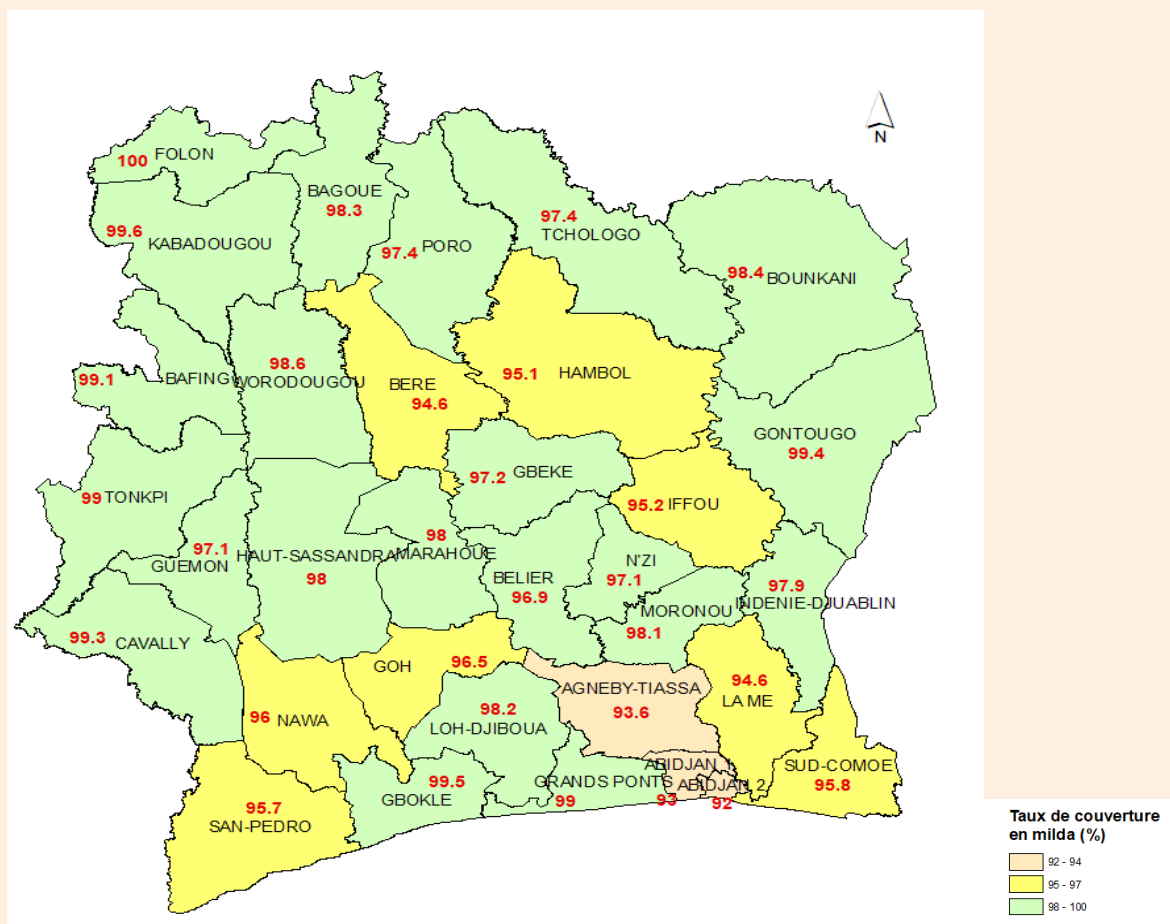 N
FOLON
100
BAGOUE
98.3
99.6
KABADOUGOU
97.4
PORO
97.4
TCHOLOGO
98.4
BOUNKANI
99.1
BAFING
98.6
WORODOUGOU
BERE
94.6
95.1
HAMBOL
GONTOUGO
99.4
97.2
GBEKE
95.2
IFFOU
99
TONKPI
97.1
GUEMON
HAUT-SASSANDRA
98
98
MARAHOUE
BELIER
96.9
N'ZI
97.1
MORONOU
98.1
97.9
INDENIE-DJUABLIN
99.3
CAVALLY
GOH
96.5
96
NAWA
98.2
LOH-DJIBOUA
AGNEBY-TIASSA
93.6
94.6
LA ME
ABIDJAN 1
ABIDJAN 2
93
92
SUD-COMOE
95.8
GRANDS PONTS
99
99.5
GBOKLE
95.7
SAN-PEDRO
Taux de couverture
en milda (%)
92 - 94
95 - 97
98 - 100